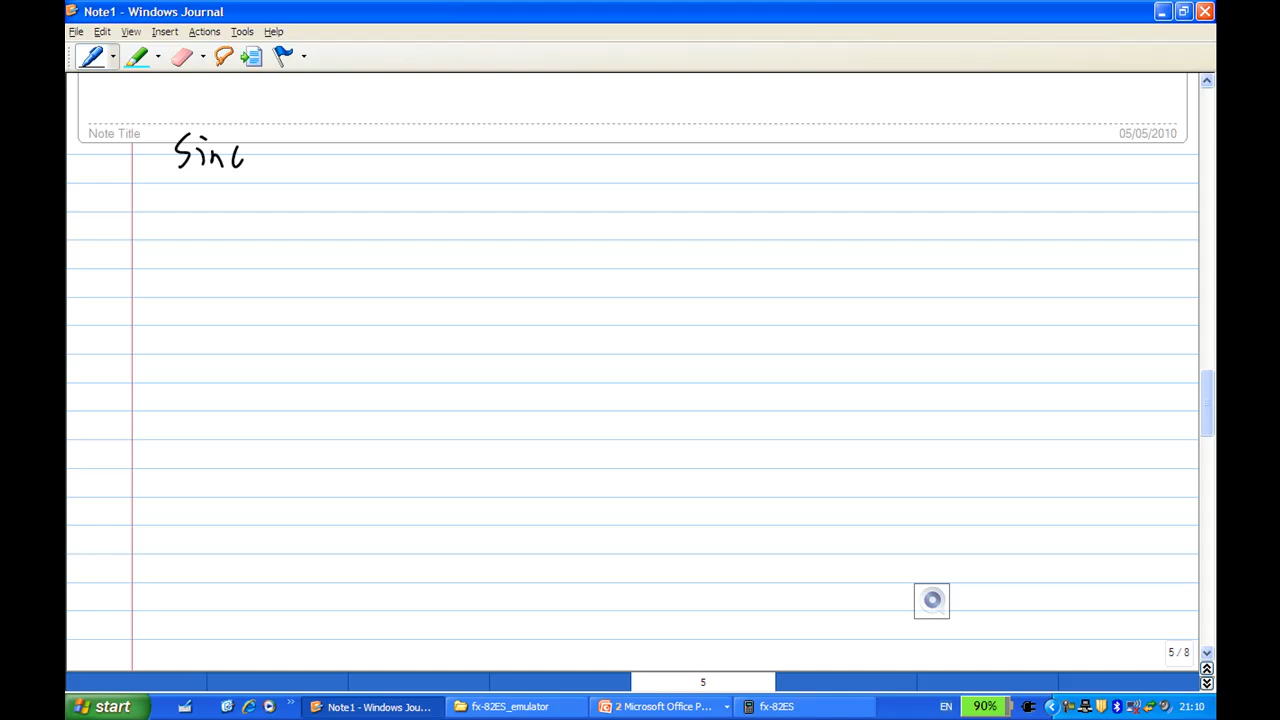 Note1 - Windows Journal
File Edit View Insert Actions Tools Help
Note Title
05/05/2010
Sin
5 / 8
5
start
Note1 - Windows Jou...
fx-82ES_emulator
2 Microsoft Office P...
fx-82ES
EN
90%
21:10